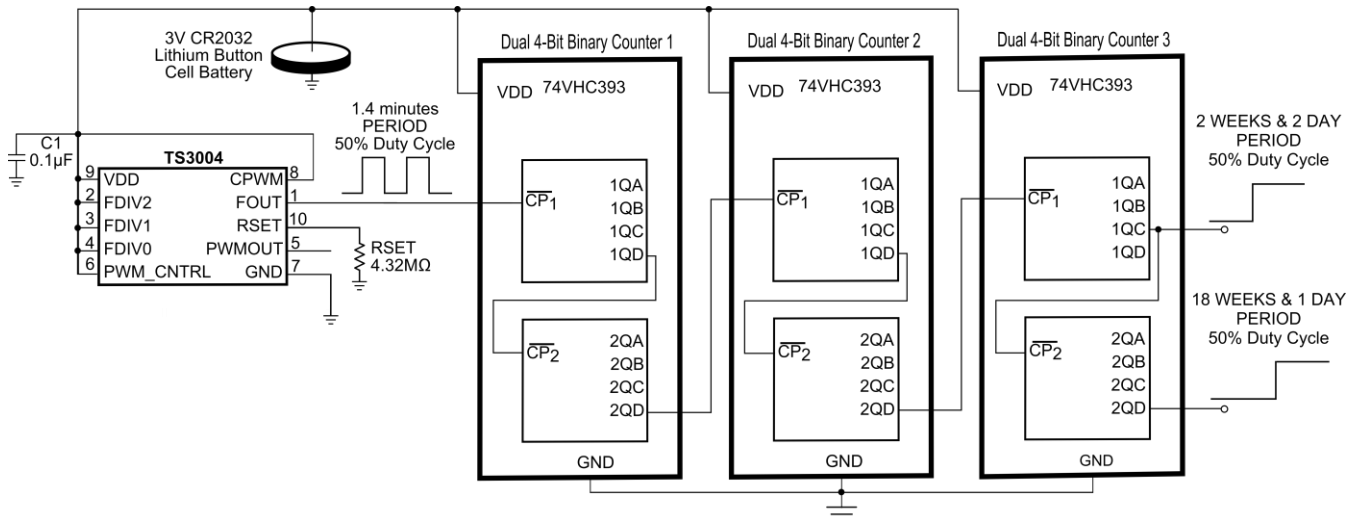 3V CR2032
Lithium Button
Cell Battery
C1
0.1µF
TS3004
9
VDD
2
FDIV2
3
FDIV1
4
FDIV0
6
PWM_CNTRL
CPWM
8
FOUT
1
RSET
10
PWMOUT
5
GND
7
RSET
4.32MΩ
1.4 minutes
PERIOD
50% Duty Cycle
Dual 4-Bit Binary Counter 1
VDD 74VHC393
CP1
1QA
1QB
1QC
1QD
CP2
2QA
2QB
2QC
2QD
GND
Dual 4-Bit Binary Counter 2
VDD 74VHC393
CP1
1QA
1QB
1QC
1QD
CP2
2QA
2QB
2QC
2QD
GND
Dual 4-Bit Binary Counter 3
VDD 74VHC393
CP1
1QA
1QB
1QC
1QD
CP2
2QA
2QB
2QC
2QD
GND
2 WEEKS & 2 DAY
PERIOD
50% Duty Cycle
18 WEEKS & 1 DAY
PERIOD
50% Duty Cycle